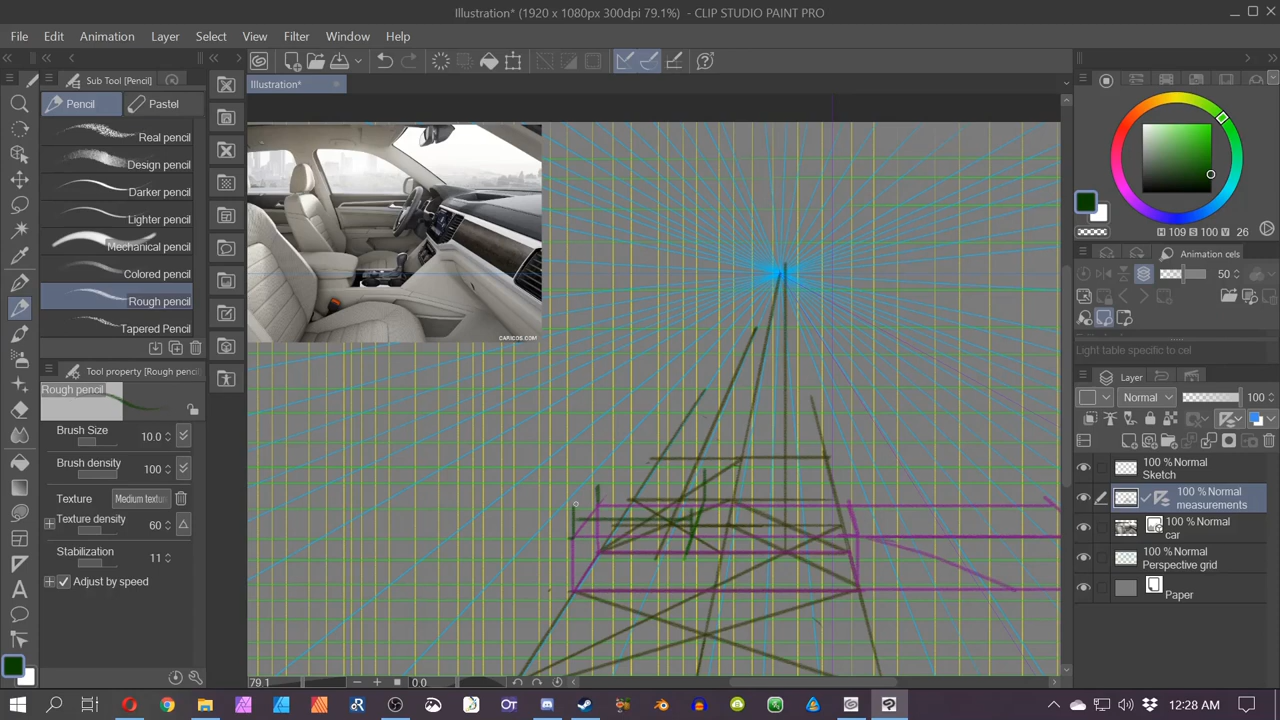 Illustration* (1920 x 1080px 300dpi 79.1%) - CLIP STUDIO PAINT PRO
File Edit Animation Layer Select View Filter Window Help
Sub Tool [Pencil]
Illustration*
Pencil Pastel
Real pencil
Design pencil
Darker pencil
Lighter pencil
Mechanical pencil
Colored pencil
Rough pencil
Tapered Pencil
Tool property [Rough pencil]
Rough pencil
Brush Size 10.0
Brush density 100
Texture Medium textu
Texture density 60
Stabilization 11
Adjust by speed
CARICOS.COM
79.1 0.0
H 109 S 100 V 26
Animation cels
50
Light table specific to cel
Layer
Normal 100
100 % Normal
Sketch
100 % Normal
measurements
100 % Normal
car
100 % Normal
Perspective grid
Paper
12:28 AM